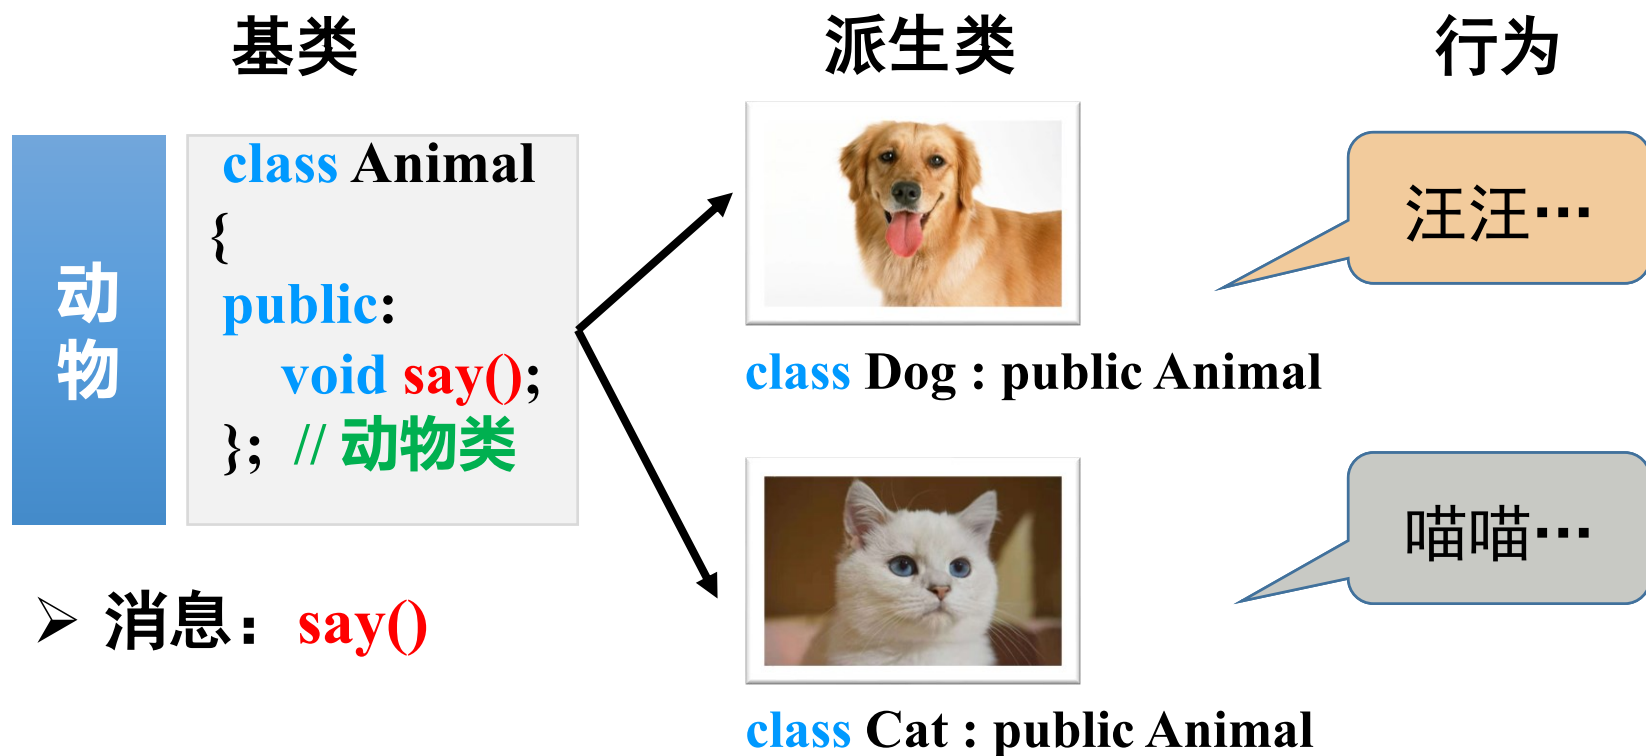 基类
派生类
行为
动
物
class Animal
{
public:
void say();
}; // 动物类
汪汪…
class Dog : public Animal
喵喵…
➢ 消息：say()
class Cat : public Animal